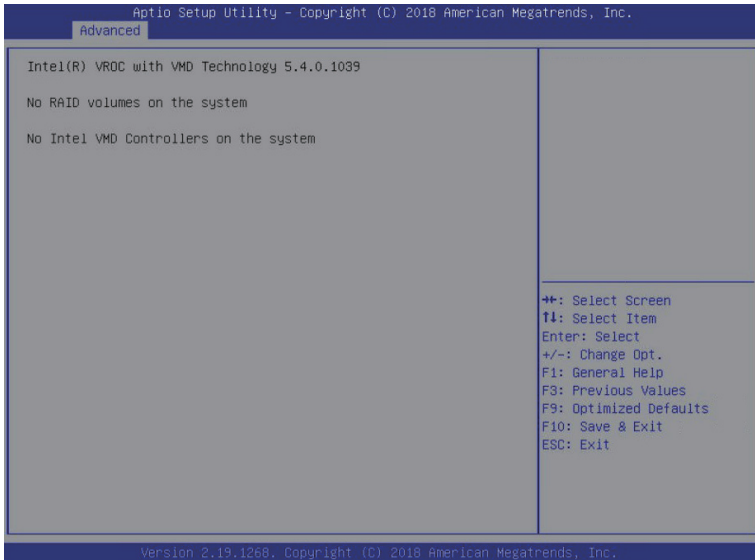 Aptio Setup Utility – Copyright (C) 2018 American Megatrends, Inc.
Advanced
Intel(R) VROC with VMD Technology 5.4.0.1039
No RAID volumes on the system
No Intel VMD Controllers on the system
→←: Select Screen
↑↓: Select Item
Enter: Select
+/-: Change Opt.
F1: General Help
F3: Previous Values
F9: Optimized Defaults
F10: Save & Exit
ESC: Exit
Version 2.19.1268. Copyright (C) 2018 American Megatrends, Inc.